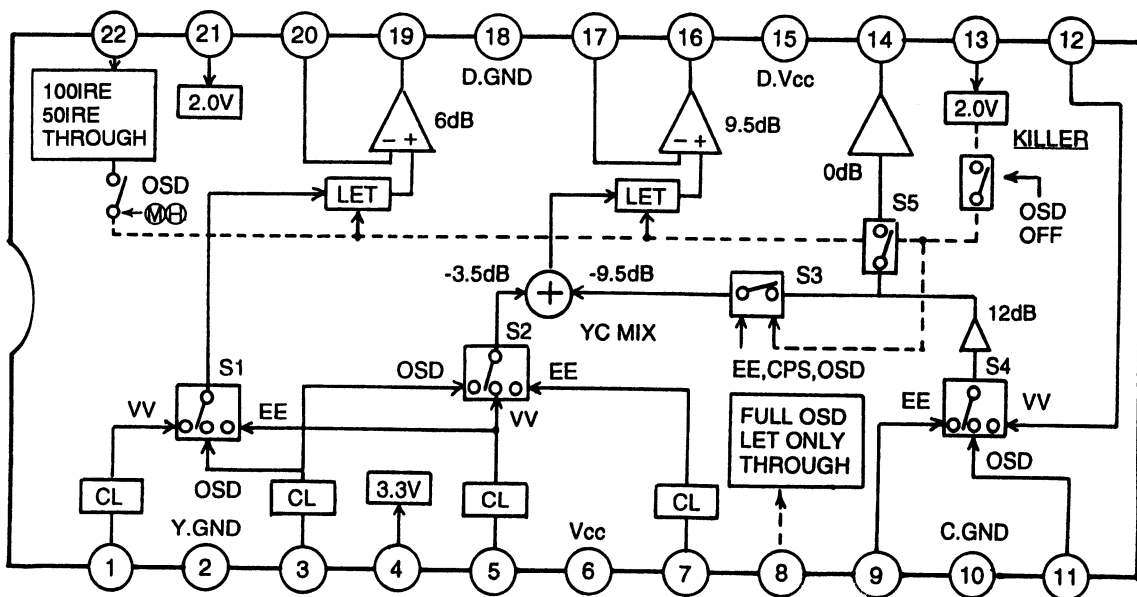 22 21 20 19 18 17 16 15 14 13 12
D.GND
D.Vcc
100IRE
50IRE
THROUGH
2.0V
6dB
9.5dB
0dB
2.0V
KILLER
OSD
MH
LET
LET
S5
OSD
OFF
-3.5dB
-9.5dB
S3
YC MIX
12dB
S1
OSD
S2
EE
EE,CPS,OSD
S4
VV
EE
VV
EE
VV
OSD
CL
OSD
CL
3.3V
CL
CL
FULL OSD
LET ONLY
THROUGH
Y.GND
Vcc
C.GND
1 2 3 4 5 6 7 8 9 10 11